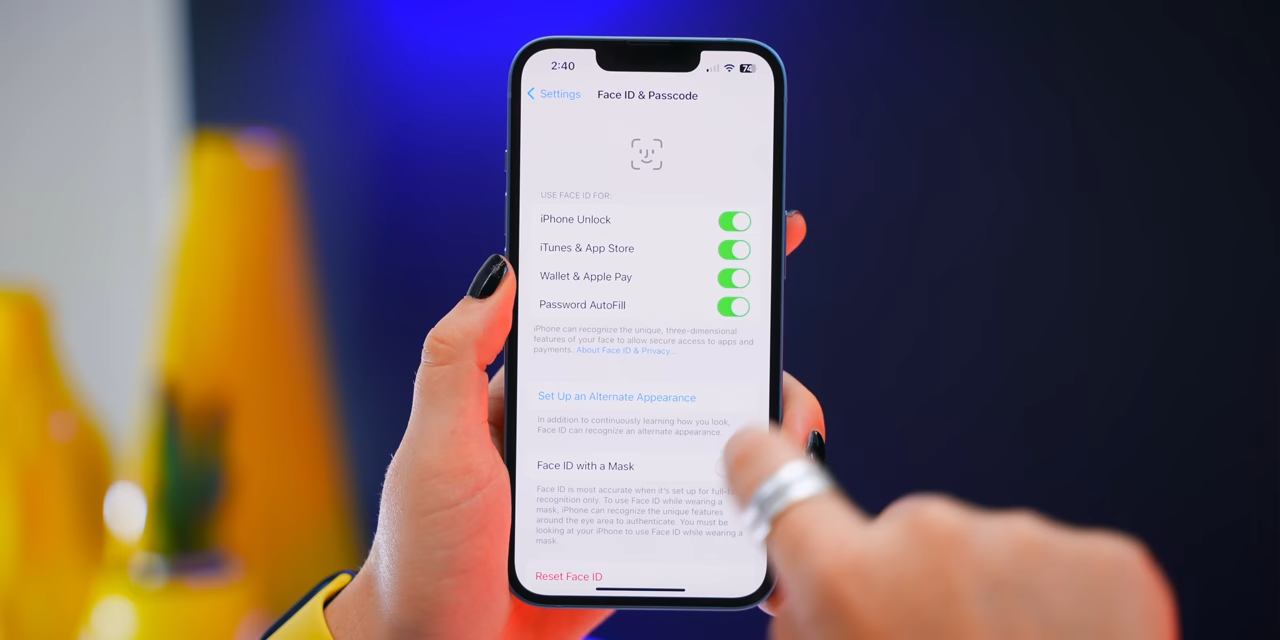 2:40
74
Settings
Face ID & Passcode
USE FACE ID FOR:
iPhone Unlock
iTunes & App Store
Wallet & Apple Pay
Password AutoFill
iPhone can recognize the unique, three-dimensional
features of your face to allow secure access to apps and
payments. About Face ID & Privacy...
Set Up an Alternate Appearance
In addition to continuously learning how you look,
Face ID can recognize an alternate appearance.
Face ID with a Mask
Face ID is most accurate when it's set up for full-
recognition only. To use Face ID while wearing a
mask, iPhone can recognize the unique features
around the eye area to authenticate. You must be
looking at your iPhone to use Face ID while wearing a
mask.
Reset Face ID